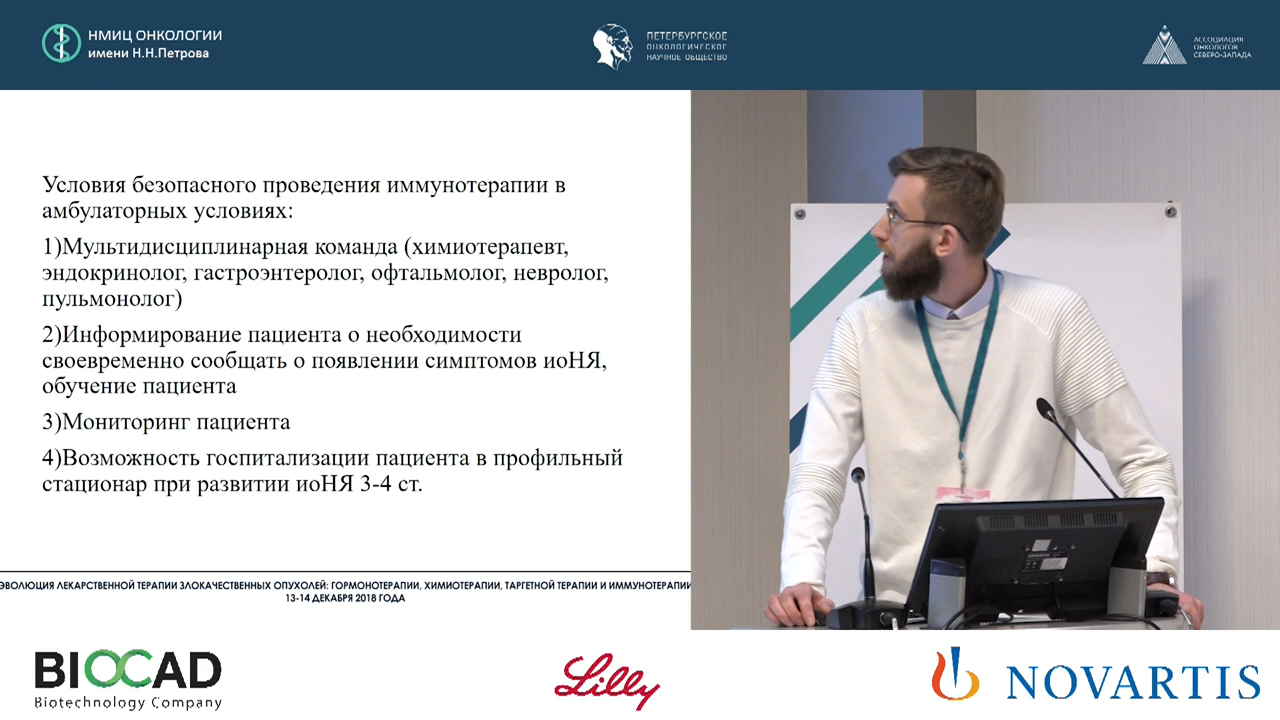 НМИЦ ОНКОЛОГИИ
имени Н.Н.Петрова
ПЕТЕРБУРГСКОЕ
ОНКОЛОГИЧЕСКОЕ
НАУЧНОЕ ОБЩЕСТВО
АССОЦИАЦИЯ
ОНКОЛОГОВ
СЕВЕРО-ЗАПАДА
Условия безопасного проведения иммунотерапии в
амбулаторных условиях:
1)Мультидисциплинарная команда (химиотерапевт,
эндокринолог, гастроэнтеролог, офтальмолог, невролог,
пульмонолог)
2)Информирование пациента о необходимости
своевременно сообщать о появлении симптомов иоНЯ,
обучение пациента
3)Мониторинг пациента
4)Возможность госпитализации пациента в профильный
стационар при развитии иоНЯ 3-4 ст.
ЭВОЛЮЦИЯ ЛЕКАРСТВЕННОЙ ТЕРАПИИ ЗЛОКАЧЕСТВЕННЫХ ОПУХОЛЕЙ: ГОРМОНОТЕРАПИИ, ХИМИОТЕРАПИИ, ТАРГЕТНОЙ ТЕРАПИИ И ИММУНОТЕРАПИИ
13-14 ДЕКАБРЯ 2018 ГОДА
BIOCAD
Biotechnology Company
Lilly
NOVARTIS